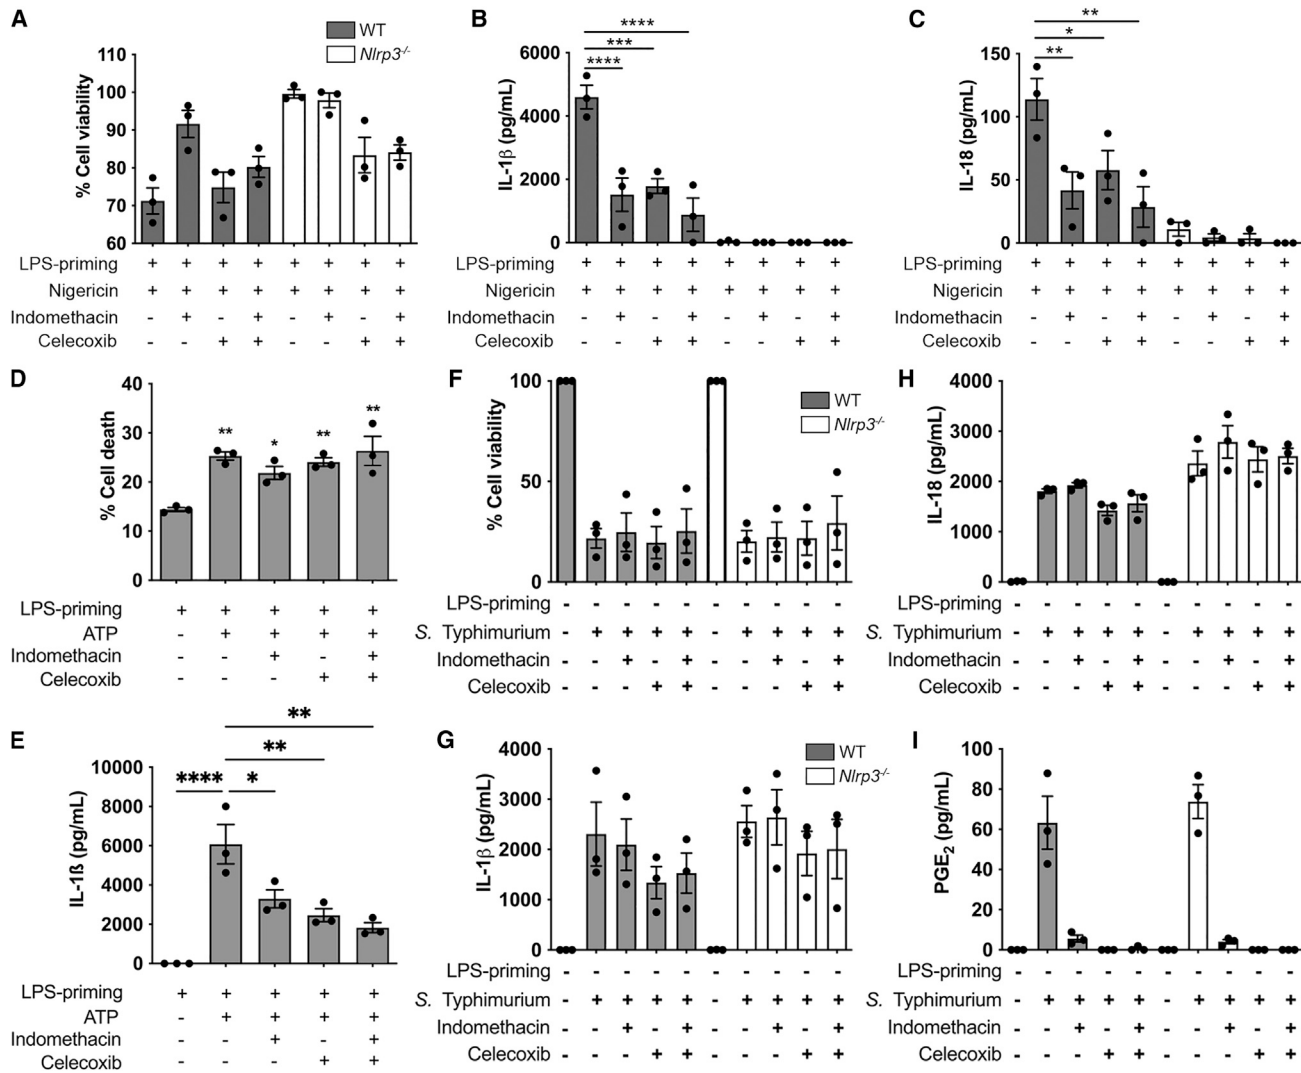 A
WT
Nlrp3-/-
% Cell viability
110
100
90
80
70
60
LPS-priming + + + + + + + +
Nigericin + + + + + + + +
Indomethacin - + - + - + - +
Celecoxib - - + + - - + +
B
**** 
***
****
IL-1β (pg/mL)
6000
4000
2000
0
LPS-priming + + + + + + + +
Nigericin + + + + + + + +
Indomethacin - + - + - + - +
Celecoxib - - + + - - + +
C
**
*
**
IL-18 (pg/mL)
150
100
50
0
LPS-priming + + + + + + + +
Nigericin + + + + + + + +
Indomethacin - + - + - + - +
Celecoxib - - + + - - + +
D
% Cell death
40
30
20
10
0
** * ** **
LPS-priming + + + + +
ATP - + + + +
Indomethacin - - + - +
Celecoxib - - - + +
F
WT
Nlrp3-/-
% Cell viability
100
50
0
LPS-priming - - - - - - - - - -
S. Typhimurium - + + + + - + + + +
Indomethacin - - + - + - - + - +
Celecoxib - - - + + - - - + +
H
IL-18 (pg/mL)
4000
3000
2000
1000
0
LPS-priming - - - - - - - - - -
S. Typhimurium - + + + + - + + + +
Indomethacin - - + - + - - + - +
Celecoxib - - - + + - - - + +
E
**
**
**** *
IL-1ß (pg/mL)
10000
8000
6000
4000
2000
0
LPS-priming + + + + +
ATP - + + + +
Indomethacin - - + - +
Celecoxib - - - + +
G
WT
Nlrp3-/-
IL-1β (pg/mL)
4000
3000
2000
1000
0
LPS-priming - - - - - - - - - -
S. Typhimurium - + + + + - + + + +
Indomethacin - - + - + - - + - +
Celecoxib - - - + + - - - + +
I
PGE2 (pg/mL)
100
80
60
40
20
0
LPS-priming - - - - - - - - - -
S. Typhimurium - + + + + - + + + +
Indomethacin - - + - + - - + - +
Celecoxib - - - + + - - - + +